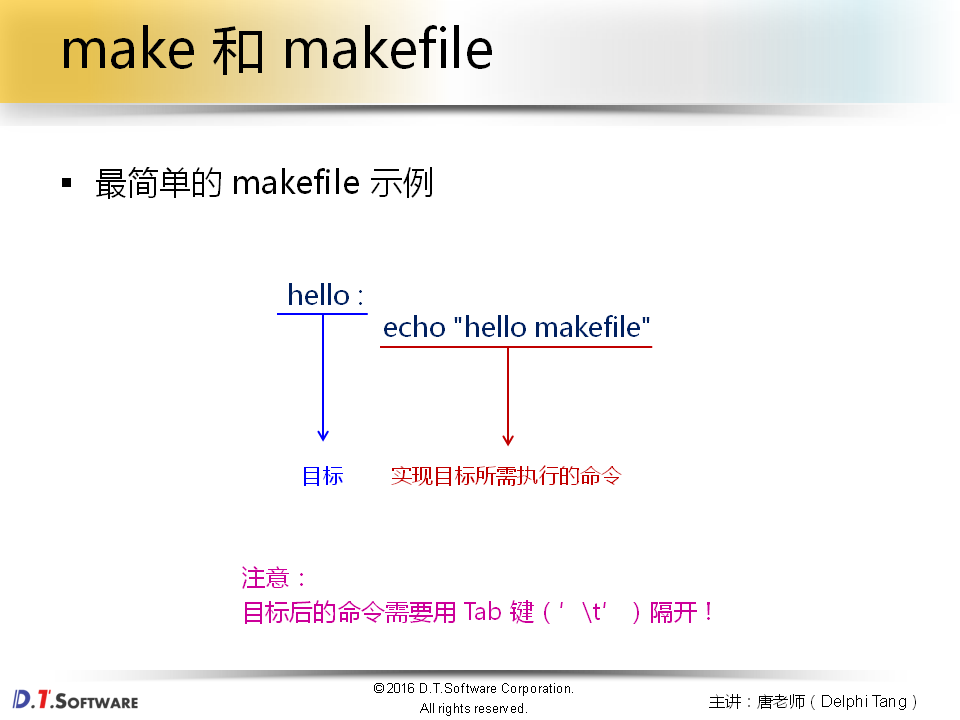 make 和 makefile
▪ 最简单的 makefile 示例
hello :
echo "hello makefile"
目标 实现目标所需执行的命令
注意：
目标后的命令需要用 Tab 键（＇\t＇）隔开！
D.T.SOFTWARE
©2016 D.T.Software Corporation.
All rights reserved.
主讲：唐老师（Delphi Tang）